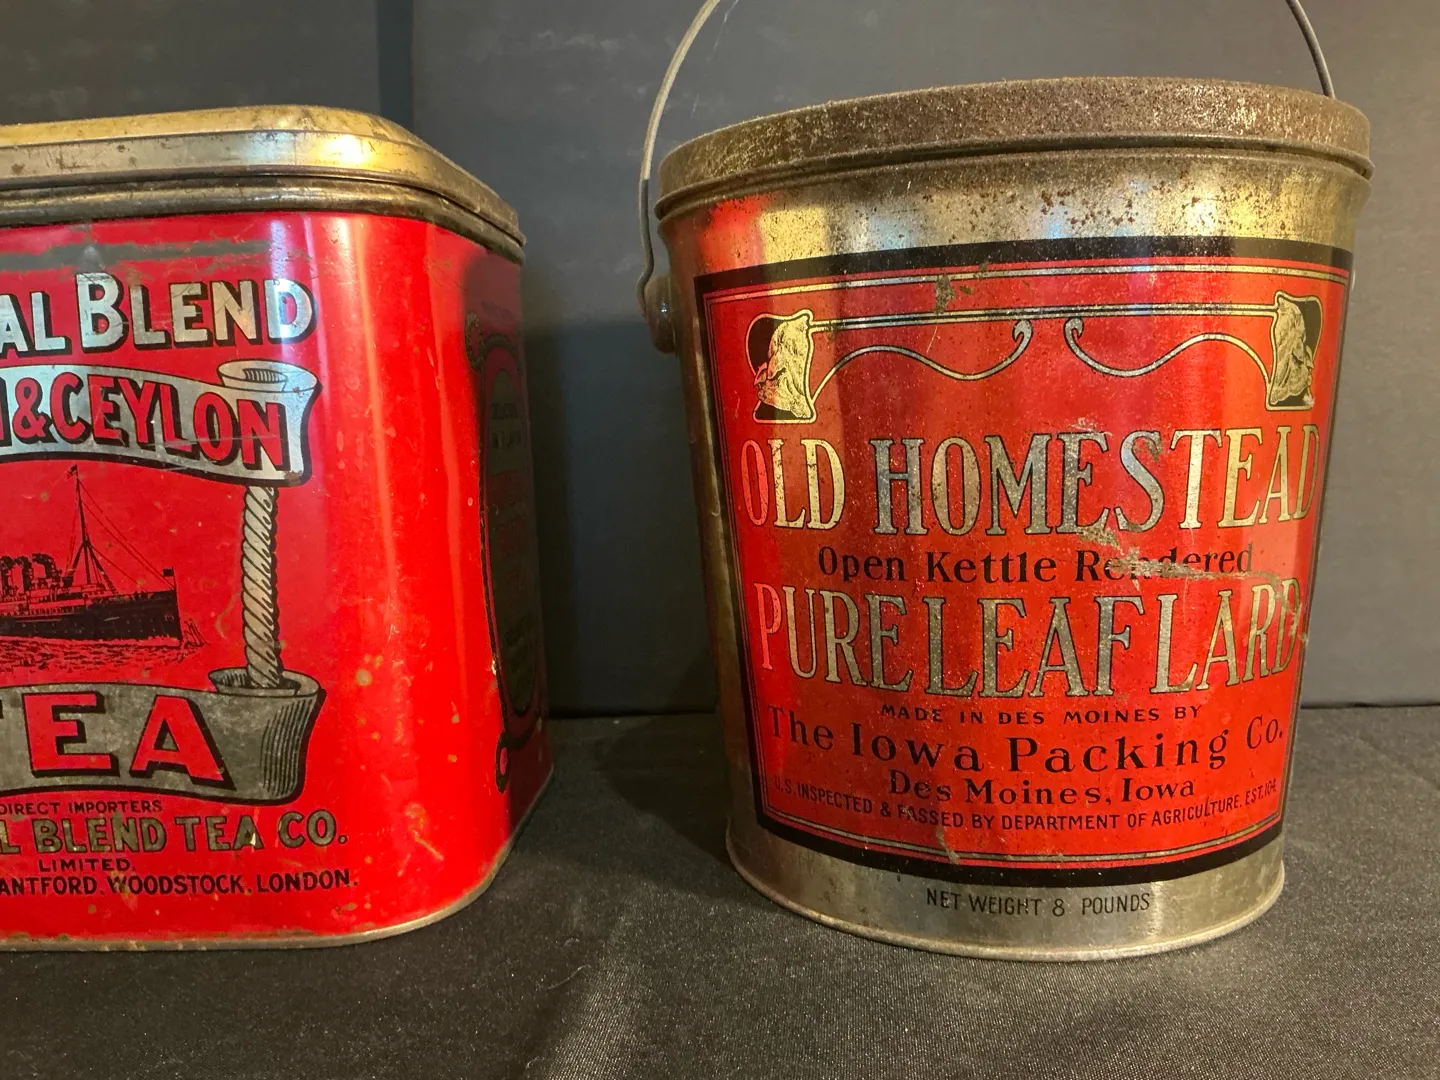 AL BLEND
& CEYLON
TEA
DIRECT IMPORTERS
L BLEND TEA CO.
LIMITED.
ANTFORD. WOODSTOCK. LONDON.
OLD HOMESTEAD
Open Kettle Rendered
PURE LEAF LARD
MADE IN DES MOINES BY
The Iowa Packing Co.
Des Moines, Iowa
U.S. INSPECTED & PASSED BY DEPARTMENT OF AGRICULTURE. EST.
NET WEIGHT 8 POUNDS